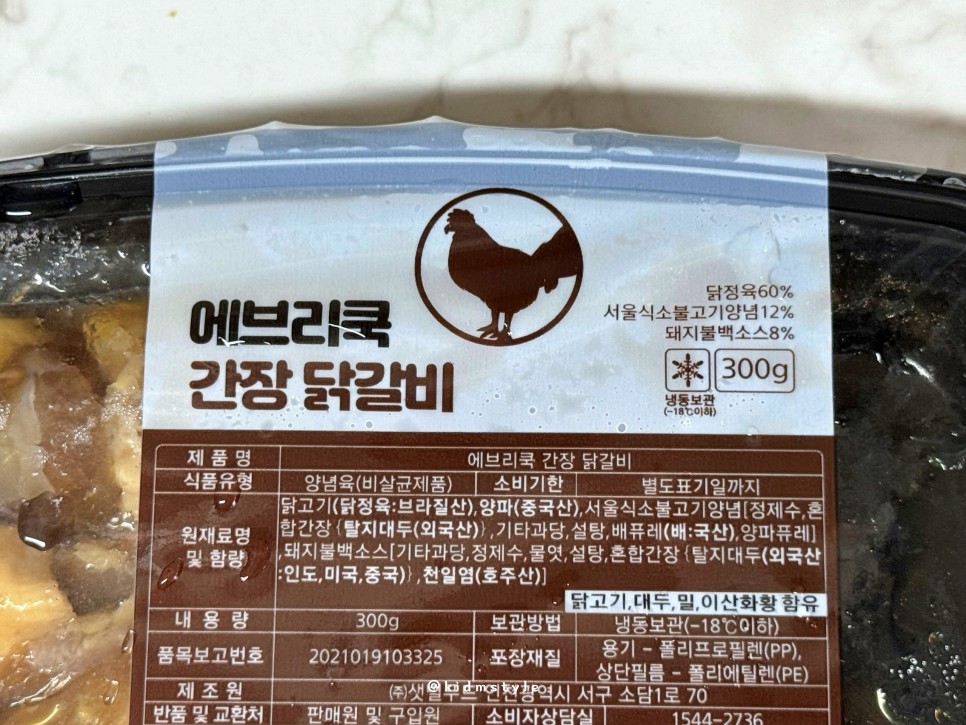 닭정육60%
서울식소불고기양념12%
돼지불백소스8%
에브리쿡
간장 닭갈비
300g
냉동보관
(-18℃이하)
제 품 명 에브리쿡 간장 닭갈비
식품유형 양념육(비살균제품) 소비기한 별도표기일까지
원재료명 및 함량
닭고기(닭정육:브라질산),양파(중국산),서울식소불고기양념[정제수,혼
합간장 {탈지대두(외국산)},기타과당,설탕,배퓨레(배:국산),양파퓨레]
,돼지불백소스[기타과당,정제수,물엿,설탕,혼합간장 {탈지대두(외국산
:인도,미국,중국)},천일염(호주산)]
닭고기,대두,밀,이산화황 함유
내 용 량 300g 보관방법 냉동보관(-18℃이하)
품목보고번호 2021019103325 포장재질 용기 - 폴리프로필렌(PP),
상단필름 - 폴리에틸렌(PE)
제 조 원 ㈜샛별푸드 인천광역시 서구 소담1로 70
반품 및 교환처 판매원 및 구입원 소비자상담실 1544-2736